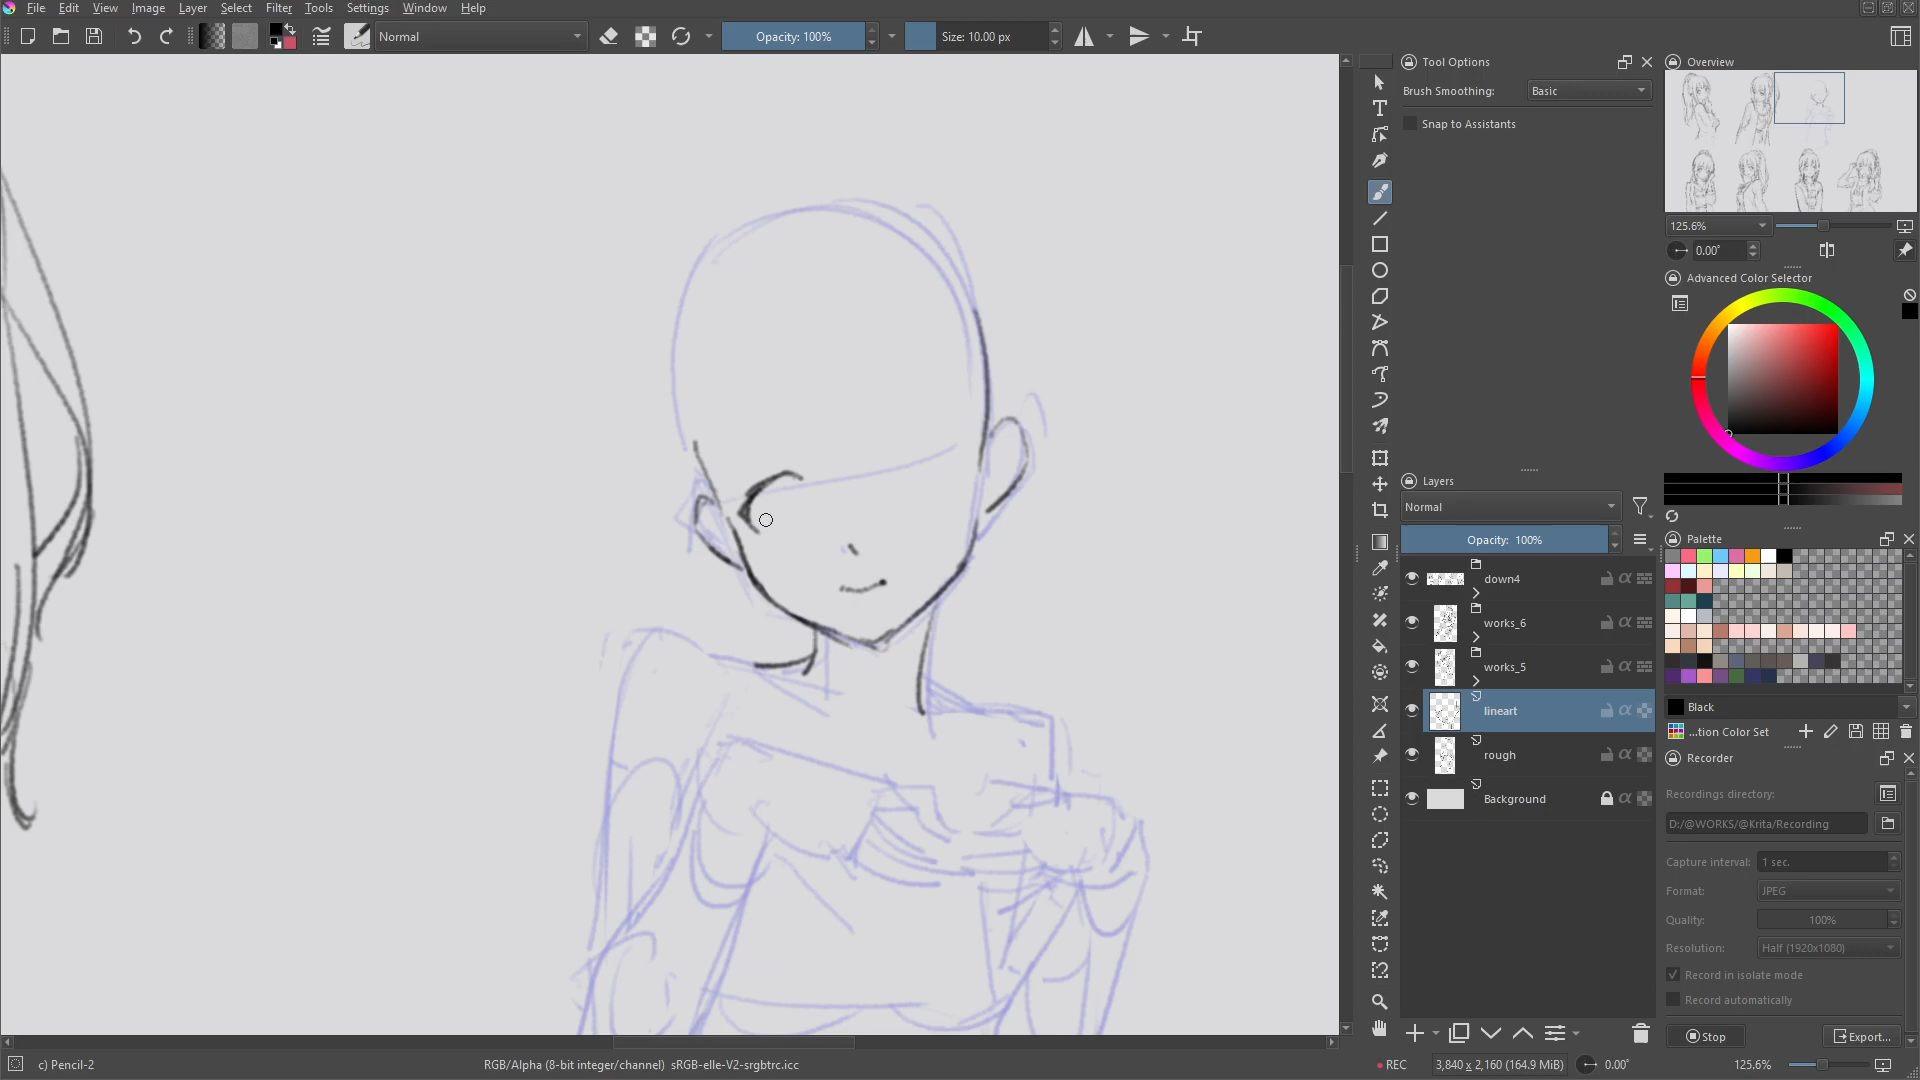 File Edit View Image Layer Select Filter Tools Settings Window Help
Normal
Opacity: 100%
Size: 10.00 px
Tool Options
Brush Smoothing:
Basic
Snap to Assistants
Overview
125.6%
0.00°
Advanced Color Selector
Layers
Normal
Opacity: 100%
down4
works_6
works_5
lineart
rough
Background
Palette
Black
...tion Color Set
Recorder
Recordings directory:
D:/@WORKS/@Krita/Recording
Capture interval:
1 sec.
Format:
JPEG
Quality:
100%
Resolution:
Half (1920x1080)
Record in isolate mode
Record automatically
Stop
Export...
c) Pencil-2
RGB/Alpha (8-bit integer/channel) sRGB-elle-V2-srgbtrc.icc
REC
3,840 x 2,160 (164.9 MiB)
0.00°
125.6%